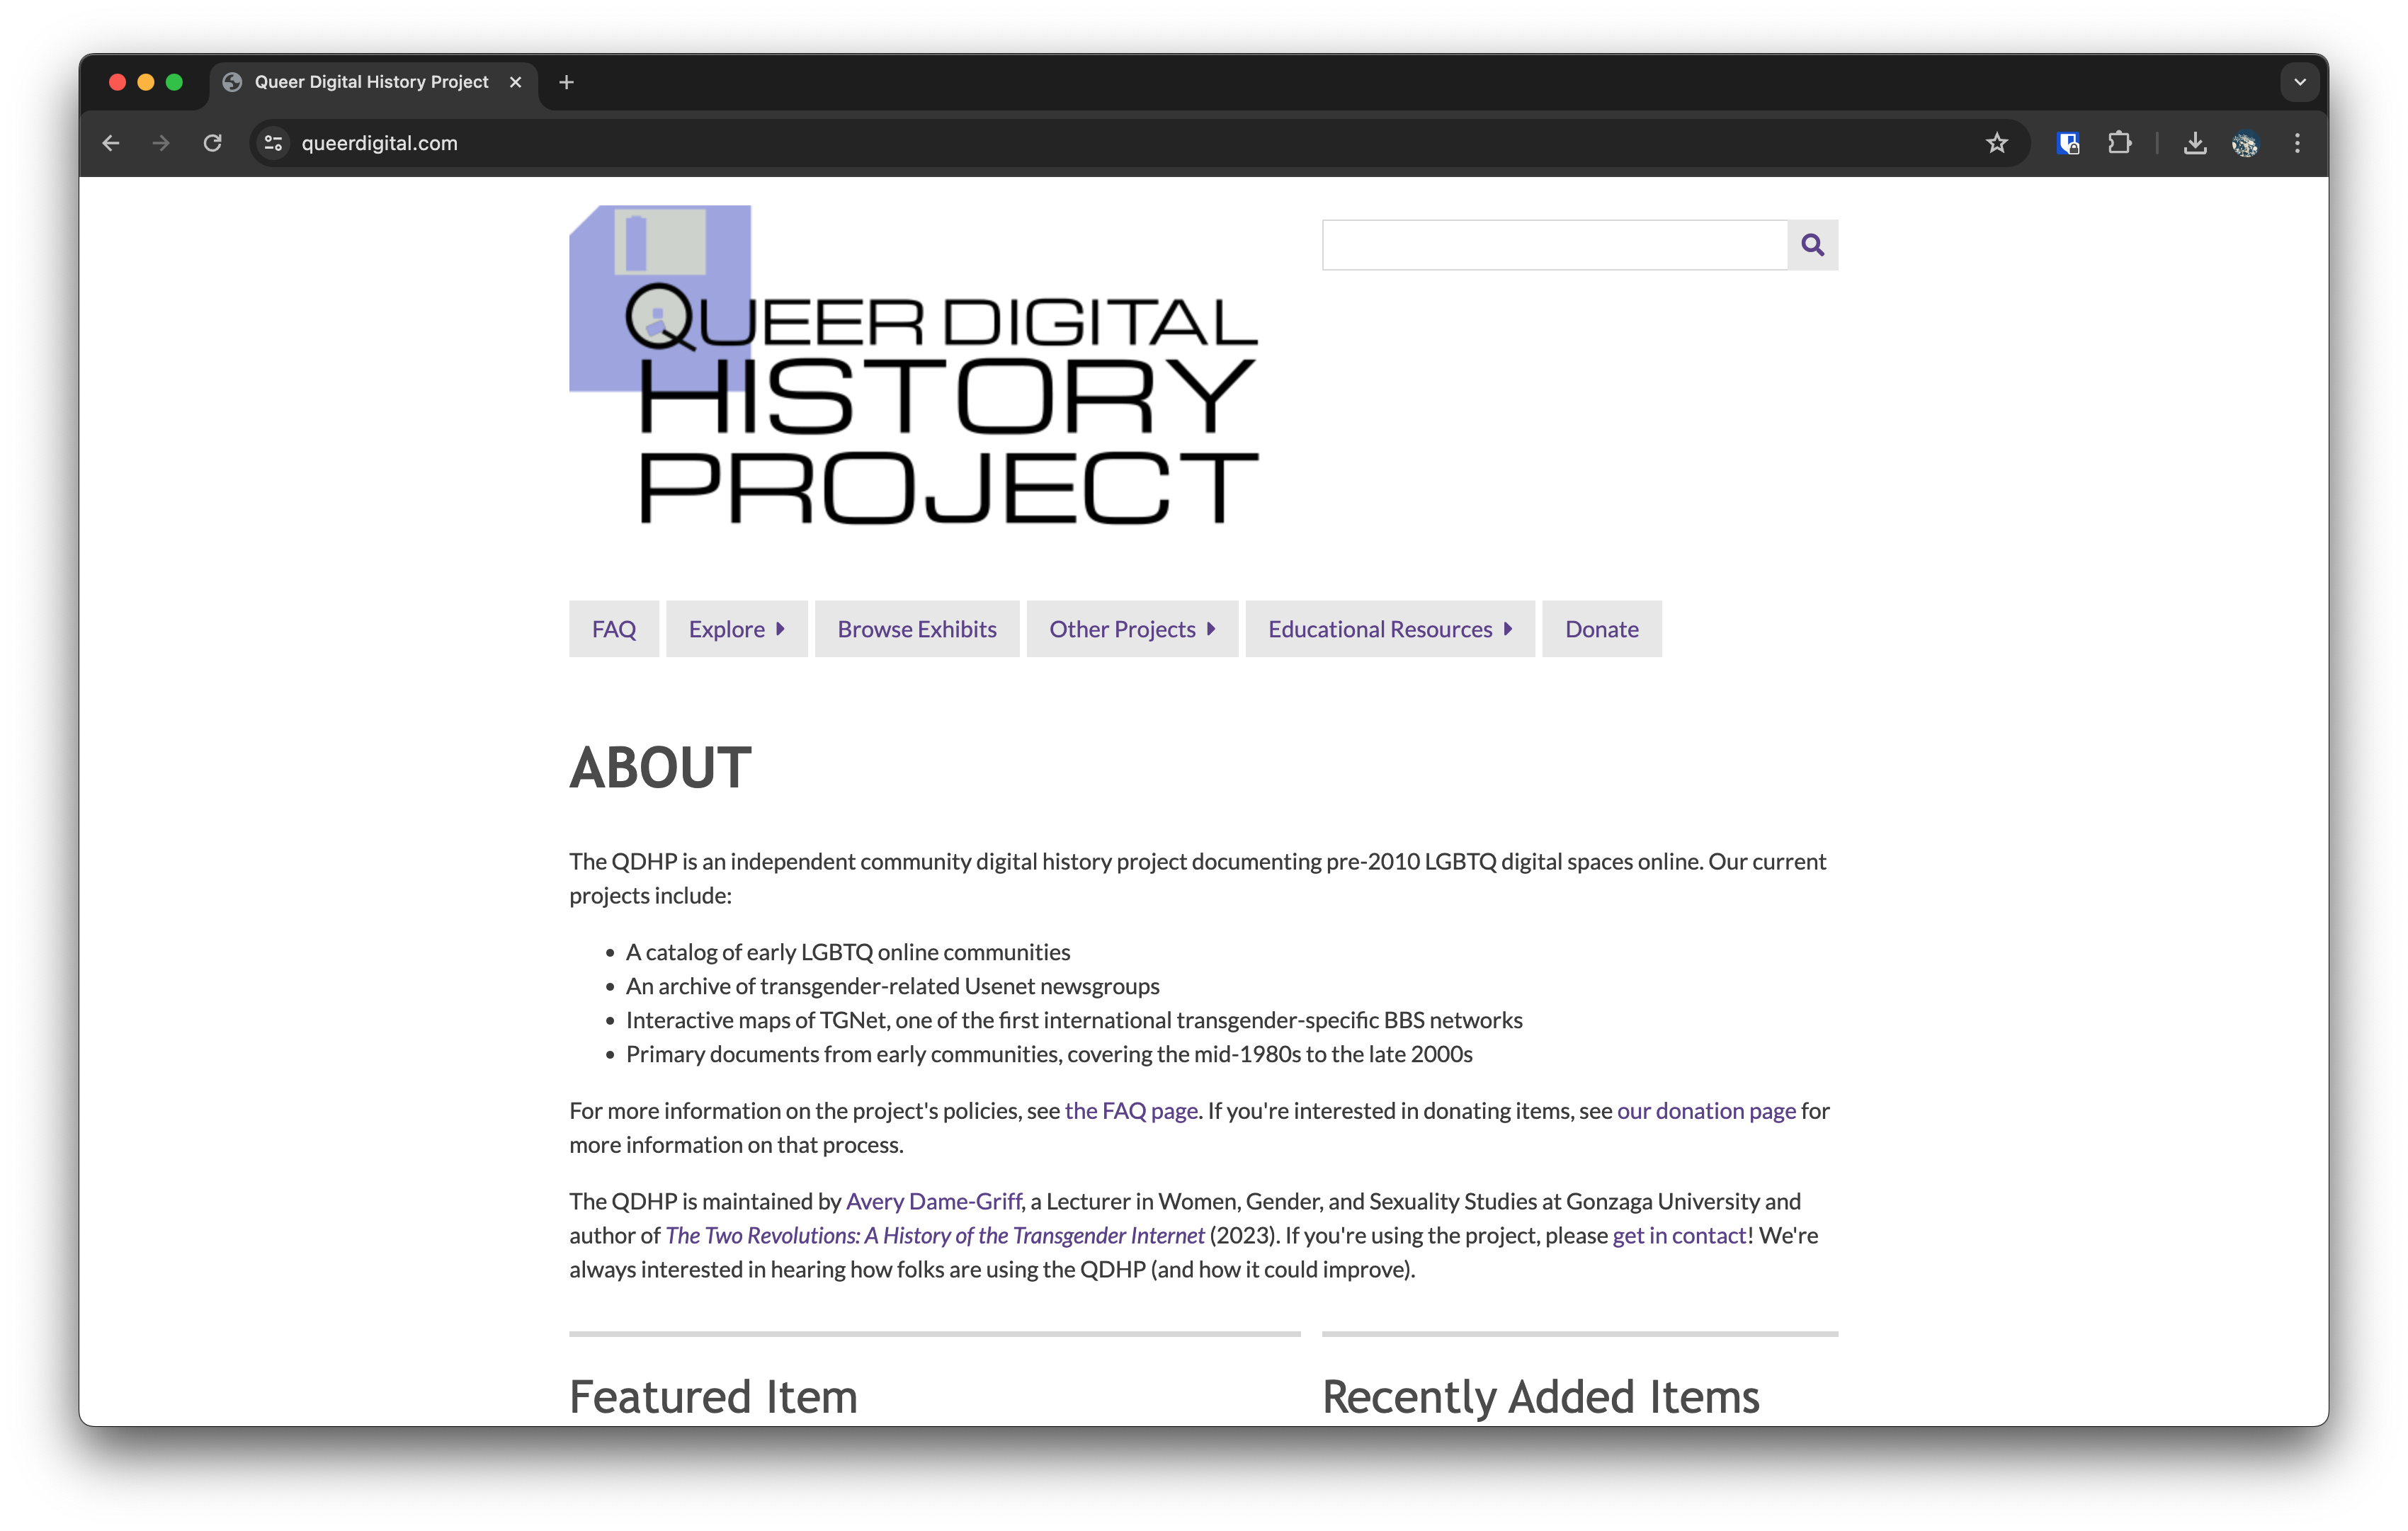 Queer Digital History Project
queerdigital.com
QUEER DIGITAL
HISTORY
PROJECT
FAQ
Explore
Browse Exhibits
Other Projects
Educational Resources
Donate
ABOUT
The QDHP is an independent community digital history project documenting pre-2010 LGBTQ digital spaces online. Our current
projects include:
• A catalog of early LGBTQ online communities
• An archive of transgender-related Usenet newsgroups
• Interactive maps of TGNet, one of the first international transgender-specific BBS networks
• Primary documents from early communities, covering the mid-1980s to the late 2000s
For more information on the project's policies, see the FAQ page. If you're interested in donating items, see our donation page for
more information on that process.
The QDHP is maintained by Avery Dame-Griff, a Lecturer in Women, Gender, and Sexuality Studies at Gonzaga University and
author of The Two Revolutions: A History of the Transgender Internet (2023). If you're using the project, please get in contact! We're
always interested in hearing how folks are using the QDHP (and how it could improve).
Featured Item
Recently Added Items